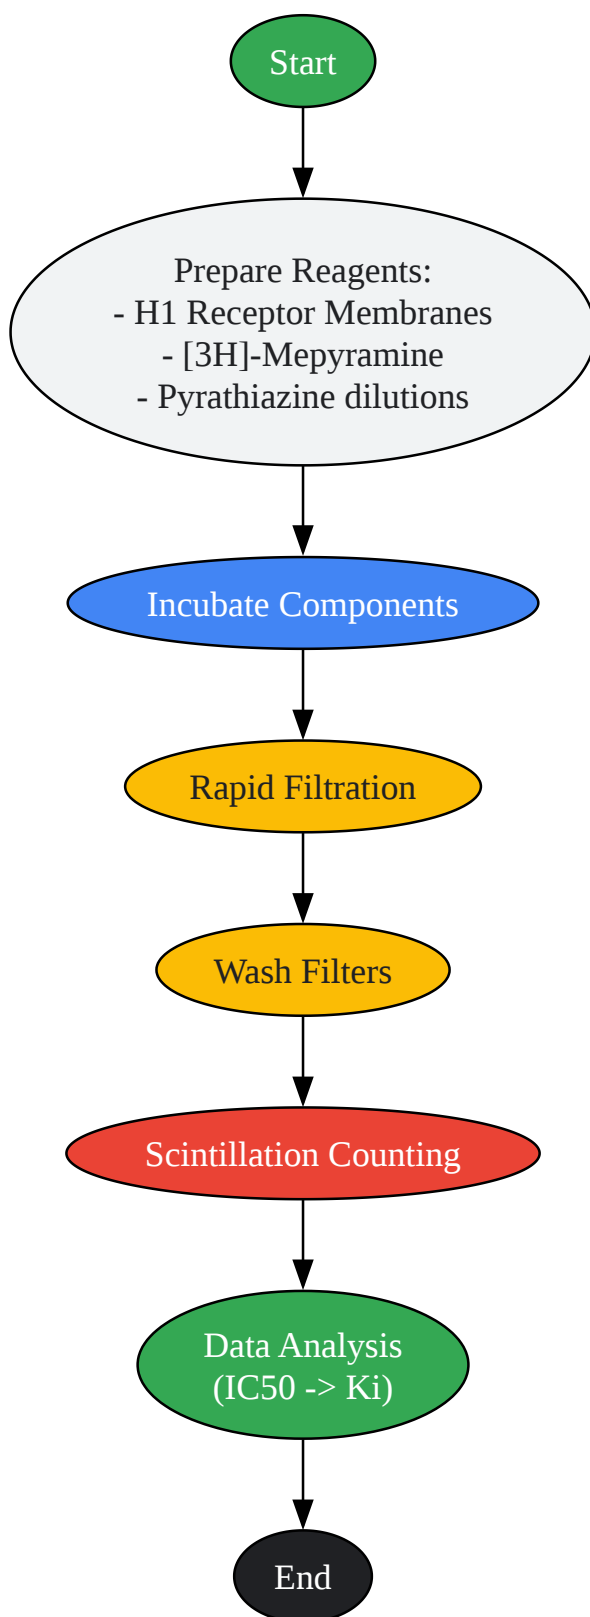 Start
Prepare Reagents:
- H1 Receptor Membranes
- [3H]-Mepyramine
- Pyrathiazine dilutions
Incubate Components
Rapid Filtration
Wash Filters
Scintillation Counting
Data Analysis
(IC50 -> Ki)
End